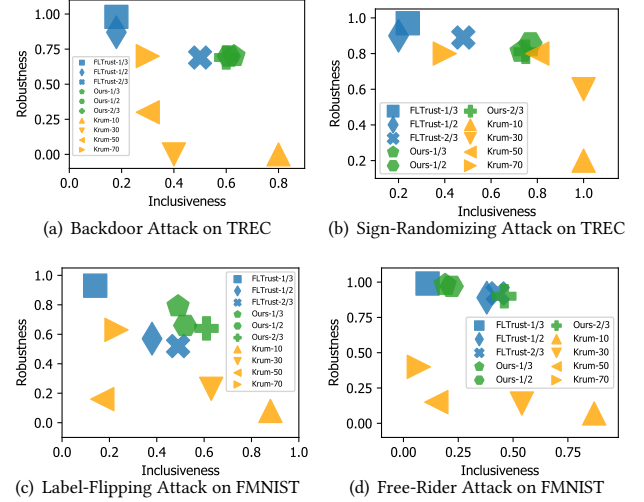 1.00
0.75
0.50
0.25
0.00
Robustness
FLTrust-1/3
FLTrust-1/2
FLTrust-2/3
Ours-1/3
Ours-1/2
Ours-2/3
Krum-10
Krum-30
Krum-50
Krum-70
0.0 0.2 0.4 0.6 0.8
Inclusiveness
(a) Backdoor Attack on TREC
1.0
0.8
0.6
0.4
0.2
Robustness
FLTrust-1/3 Ours-2/3
FLTrust-1/2 Krum-10
FLTrust-2/3 Krum-30
Ours-1/3 Krum-50
Ours-1/2 Krum-70
0.2 0.4 0.6 0.8 1.0
Inclusiveness
(b) Sign-Randomizing Attack on TREC
1.0
0.8
0.6
0.4
0.2
0.0
Robustness
FLTrust-1/3
FLTrust-1/2
FLTrust-2/3
Ours-1/3
Ours-1/2
Ours-2/3
Krum-10
Krum-30
Krum-50
Krum-70
0.0 0.2 0.4 0.6 0.8 1.0
Inclusiveness
(c) Label-Flipping Attack on FMNIST
1.00
0.75
0.50
0.25
0.00
Robustness
FLTrust-1/3 Ours-2/3
FLTrust-1/2 Krum-10
FLTrust-2/3 Krum-30
Ours-1/3 Krum-50
Ours-1/2 Krum-70
0.00 0.25 0.50 0.75
Inclusiveness
(d) Free-Rider Attack on FMNIST